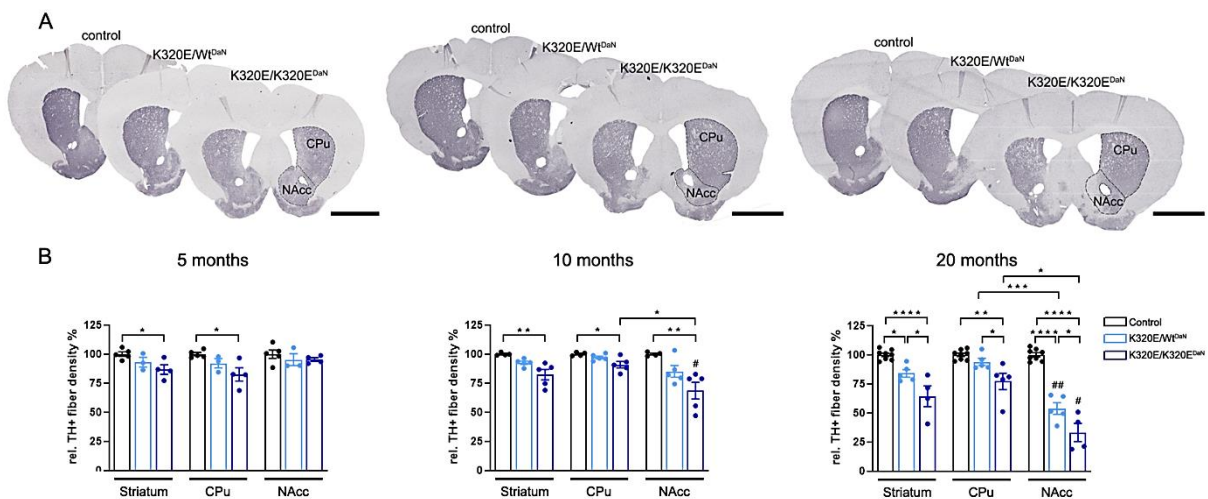 A
control
K320E/Wt^DaN
K320E/K320E^DaN
CPu
NAcc
control
K320E/Wt^DaN
K320E/K320E^DaN
CPu
NAcc
control
K320E/Wt^DaN
K320E/K320E^DaN
CPu
NAcc
B
5 months
rel. TH+ fiber density %
125
100
75
50
25
0
*
*
Striatum CPu NAcc
10 months
rel. TH+ fiber density %
125
100
75
50
25
0
*
** * **
#
Striatum CPu NAcc
20 months
rel. TH+ fiber density %
125
100
75
50
25
0
*
***
**** ** ****
* * * **** *
## #
Striatum CPu NAcc
Control
K320E/Wt^DaN
K320E/K320E^DaN